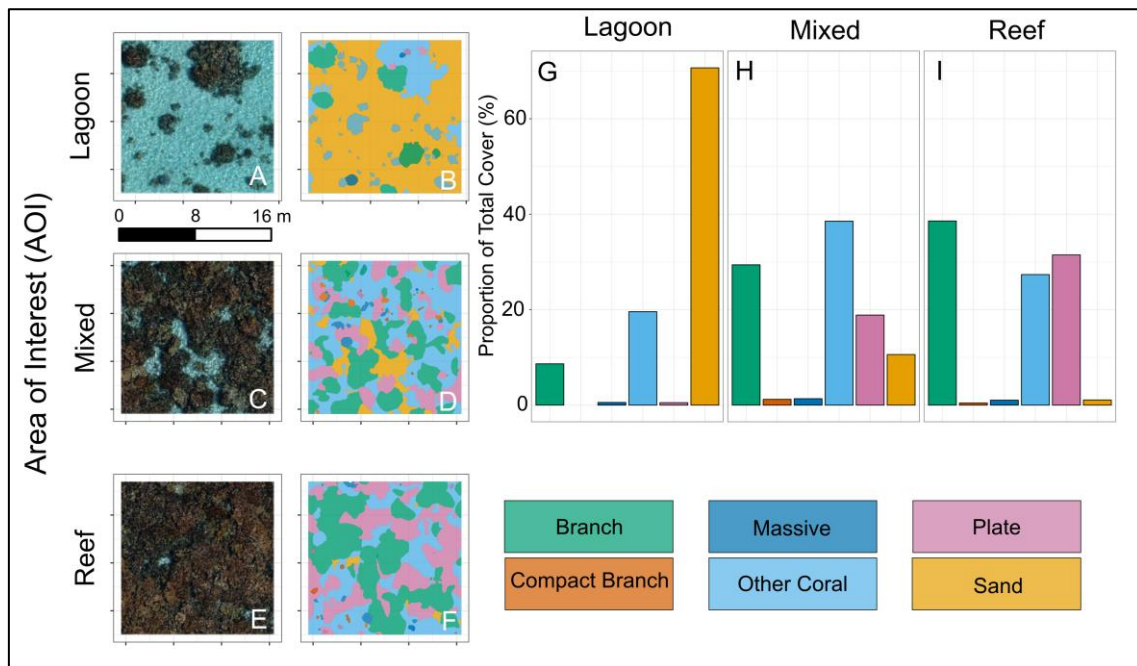 Area of Interest (AOI)
Lagoon
A
B
0 8 16 m
Mixed
C
D
Reef
E
F
Lagoon Mixed Reef
Proportion of Total Cover (%)
G H I
60
40
20
0
Branch Massive Plate
Compact Branch Other Coral Sand